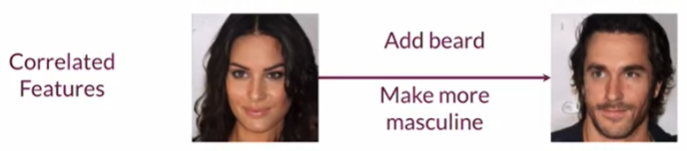 Correlated
Features
Add beard
Make more
masculine